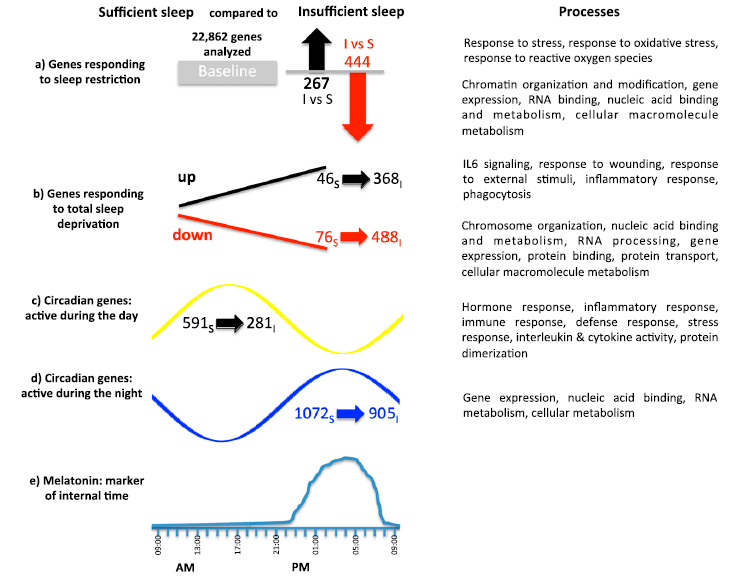 Sufficient sleep compared to Insufficient sleep Processes
22,862 genes
analyzed
Baseline
I vs S
444
267
I vs S
a) Genes responding
to sleep restriction
Response to stress, response to oxidative stress,
response to reactive oxygen species
Chromatin organization and modification, gene
expression, RNA binding, nucleic acid binding
and metabolism, cellular macromolecule
metabolism
b) Genes responding
to total sleep
deprivation
up
46S 368I
down
76S 488I
IL6 signaling, response to wounding, response
to external stimuli, inflammatory response,
phagocytosis
Chromosome organization, nucleic acid binding
and metabolism, RNA processing, gene
expression, protein binding, protein transport,
cellular macromolecule metabolism
c) Circadian genes:
active during the day
591S 281I
Hormone response, inflammatory response,
immune response, defense response, stress
response, interleukin & cytokine activity, protein
dimerization
d) Circadian genes:
active during the night
1072S 905I
Gene expression, nucleic acid binding, RNA
metabolism, cellular metabolism
e) Melatonin: marker
of internal time
09:00 13:00 17:00 21:00 01:00 05:00 09:00
AM PM